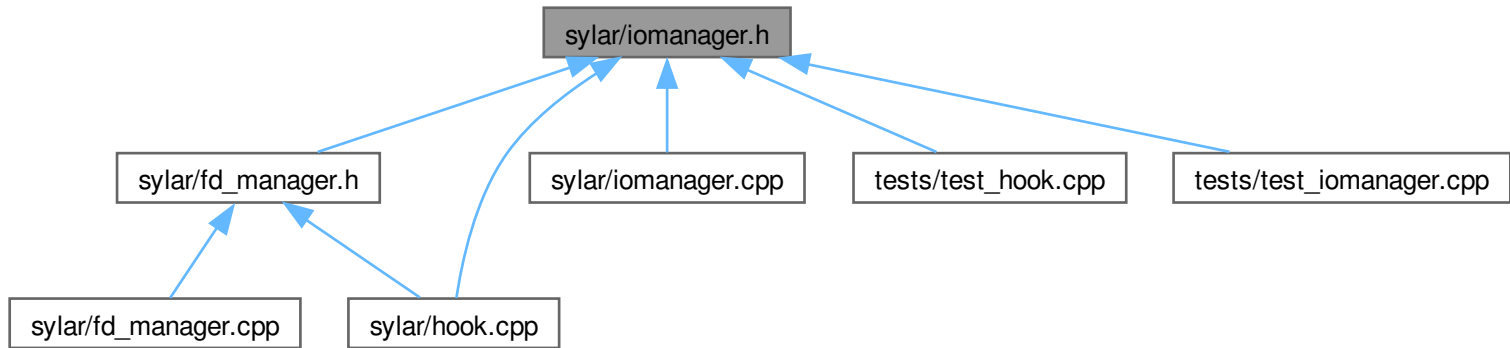 sylar/iomanager.h
sylar/fd_manager.h
sylar/iomanager.cpp
tests/test_hook.cpp
tests/test_iomanager.cpp
sylar/fd_manager.cpp
sylar/hook.cpp